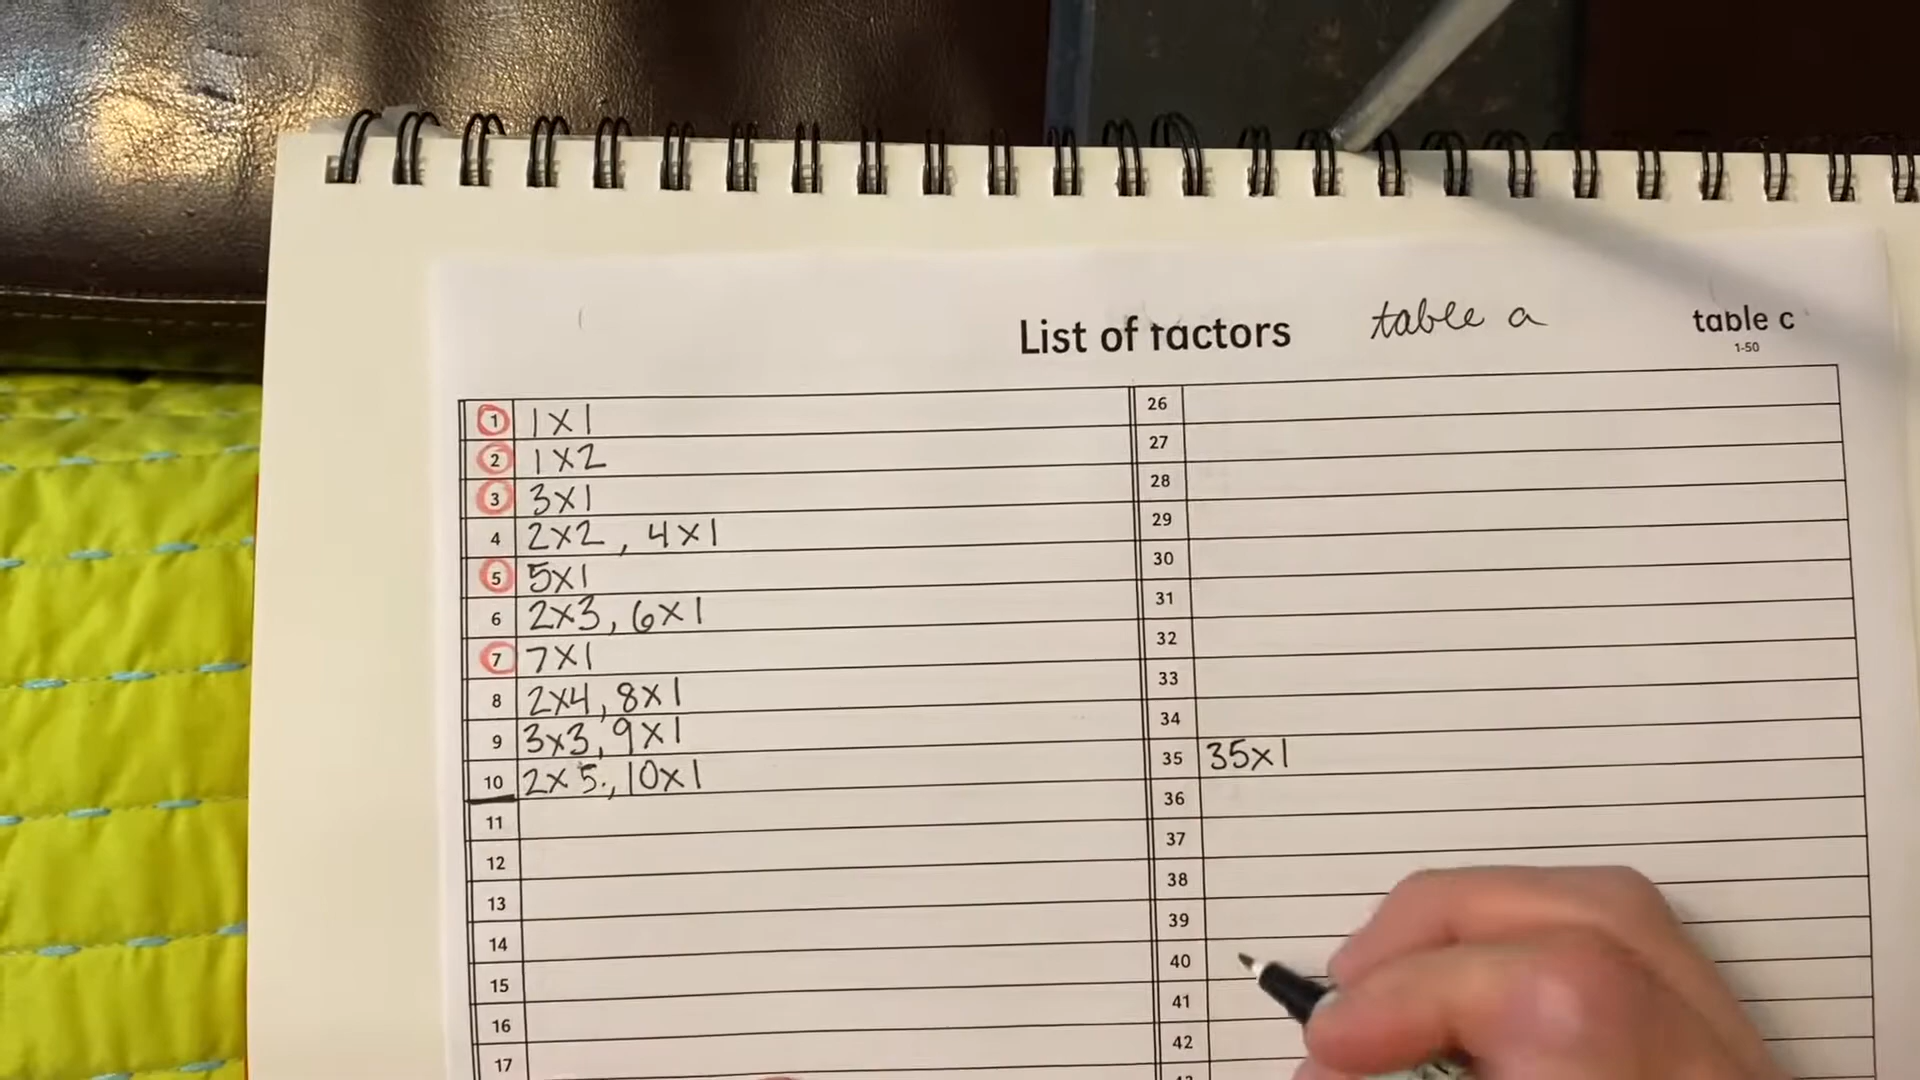 List of factors table a table c
1-50
1 1x1
2 1x2
3 3x1
4 2x2, 4x1
5 5x1
6 2x3, 6x1
7 7x1
8 2x4, 8x1
9 3x3, 9x1
10 2x5, 10x1
11
12
13
14
15
16
17
26
27
28
29
30
31
32
33
34
35 35x1
36
37
38
39
40
41
42